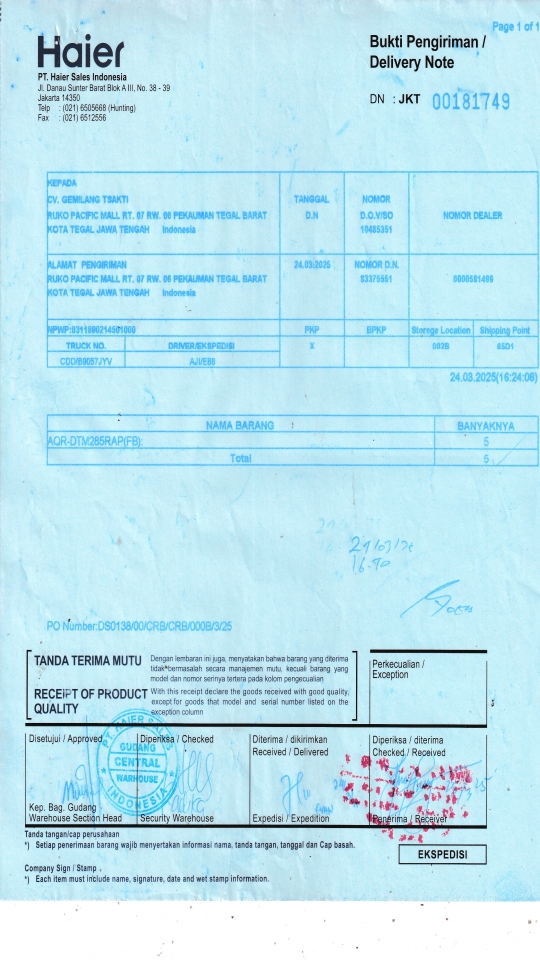 Page 1 of 1
Haier
Bukti Pengiriman /
Delivery Note
PT. Haier Sales Indonesia
Jl. Danau Sunter Barat Blok A III, No. 38 - 39
Jakarta 14350
Telp : (021) 6505668 (Hunting)
Fax : (021) 6512556
DN : JKT 00181749
KEPADA
CV. GEMILANG TSAKTI
RUKO PACIFIC MALL RT. 07 RW. 06 PEKAUMAN TEGAL BARAT
KOTA TEGAL JAWA TENGAH Indonesia
TANGGAL
D.N
NOMOR
D.O.Y/SO
10485351
NOMOR DEALER
ALAMAT PENGIRIMAN
RUKO PACIFIC MALL RT. 07 RW. 06 PEKAUMAN TEGAL BARAT
KOTA TEGAL JAWA TENGAH Indonesia
24.03.2025
NOMOR D.N.
83375551
PKP
BPKP
Storage Location
Shipping Point
TRUCK NO.
DRIVER/EKSPEDISI
X
CDD/B9057JYV
24.03.2025(16:24:06)
NAMA BARANG
BANYAKNYA
AQR-DTM285RAP(FB):
5
Total
5
16.40
PO Number:DS0138/00/CRB/CRB/000B/3/25
TANDA TERIMA MUTU
Dengan lembaran ini juga, menyatakan bahwa barang yang diterima
tidak bermasalah secara manajemen mutu, kecuali barang yang
model dan nomor serinya tertera pada kolom pengecualian
RECEIPT OF PRODUCT
QUALITY
With this receipt declare the goods received with good quality,
except for goods that model and serial number listed on the
exception column
Perkecualian /
Exception
Disetujui / Approved
Diperiksa / Checked
Diterima / dikirimkan
Received / Delivered
Diperiksa / diterima
Checked / Received
PT. HAIER SALES
GUDANG
CENTRAL
WAREHOUSE
INDONESIA
Kep. Bag. Gudang
Warehouse Section Head
Security Warehouse
Expedisi / Expedition
Penerima / Receiver
Tanda tangan/cap perusahaan
*) Setiap penerimaan barang wajib menyertakan informasi nama, tanda tangan, tanggal dan Cap basah.
EKSPEDISI
Company Sign / Stamp
*) Each item must include name, signature, date and wet stamp information.